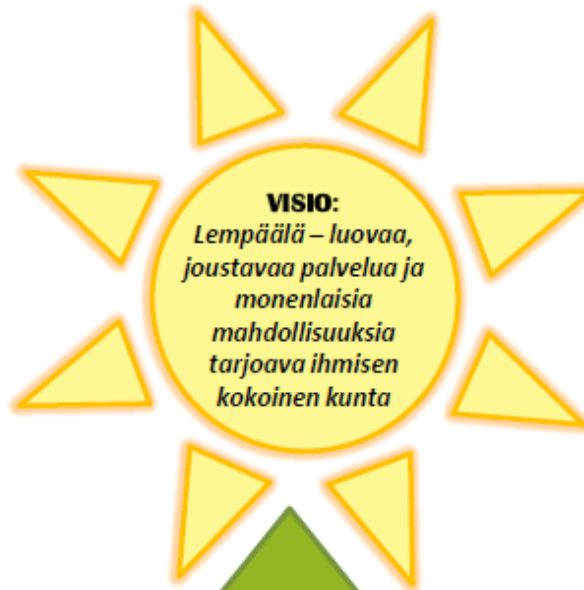 VISIO:
Lempäälä – luovaa,
joustavaa palvelua ja
monenlaisia
mahdollisuuksia
tarjoava ihmisen
kokoinen kunta